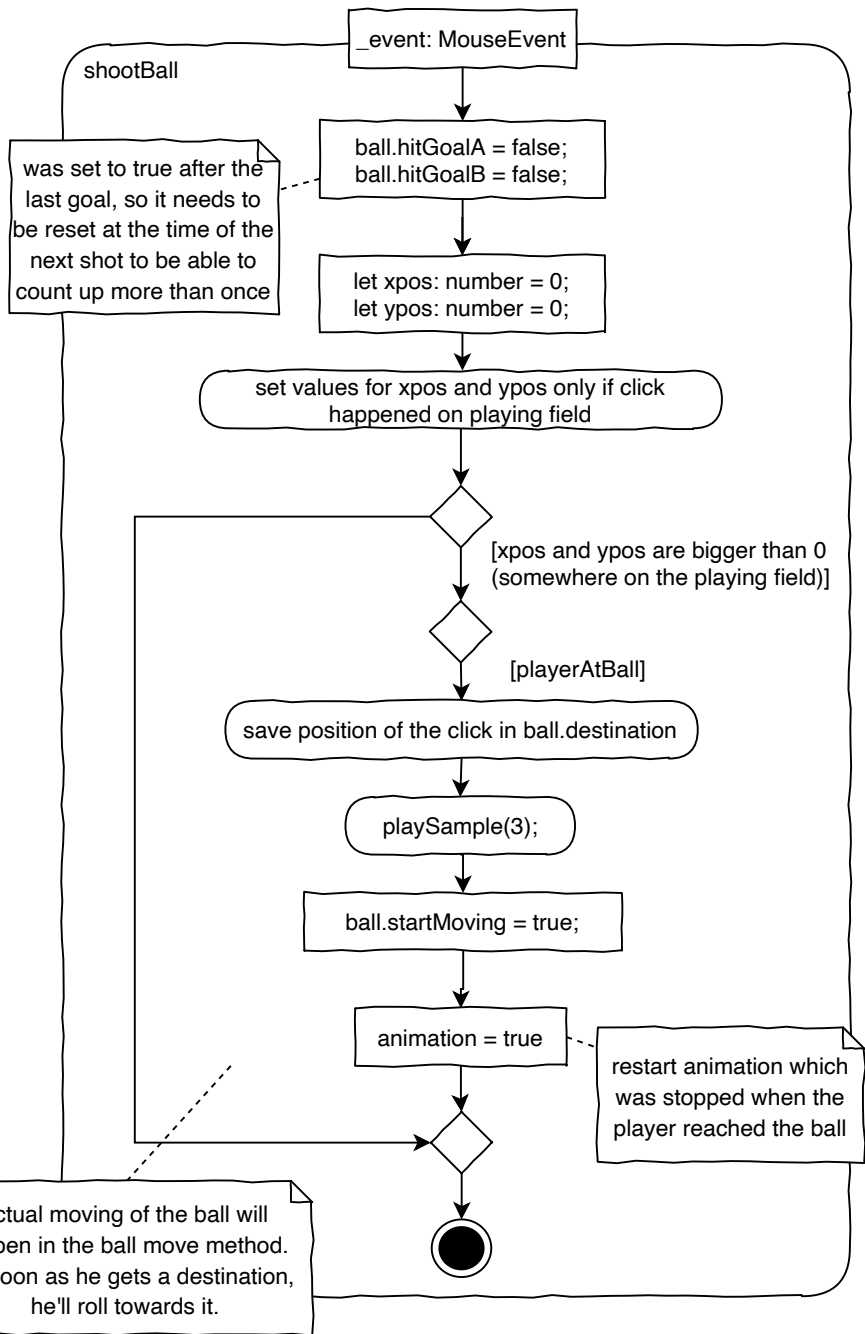 _event: MouseEvent
shootBall
ball.hitGoalA = false;
ball.hitGoalB = false;
was set to true after the
last goal, so it needs to
be reset at the time of the
next shot to be able to
count up more than once
let xpos: number = 0;
let ypos: number = 0;
set values for xpos and ypos only if click
happened on playing field
[xpos and ypos are bigger than 0
(somewhere on the playing field)]
[playerAtBall]
save position of the click in ball.destination
playSample(3);
ball.startMoving = true;
animation = true
restart animation which
was stopped when the
player reached the ball
moving of the ball will
in the ball move method.
as he gets a destination,
he'll roll towards it.